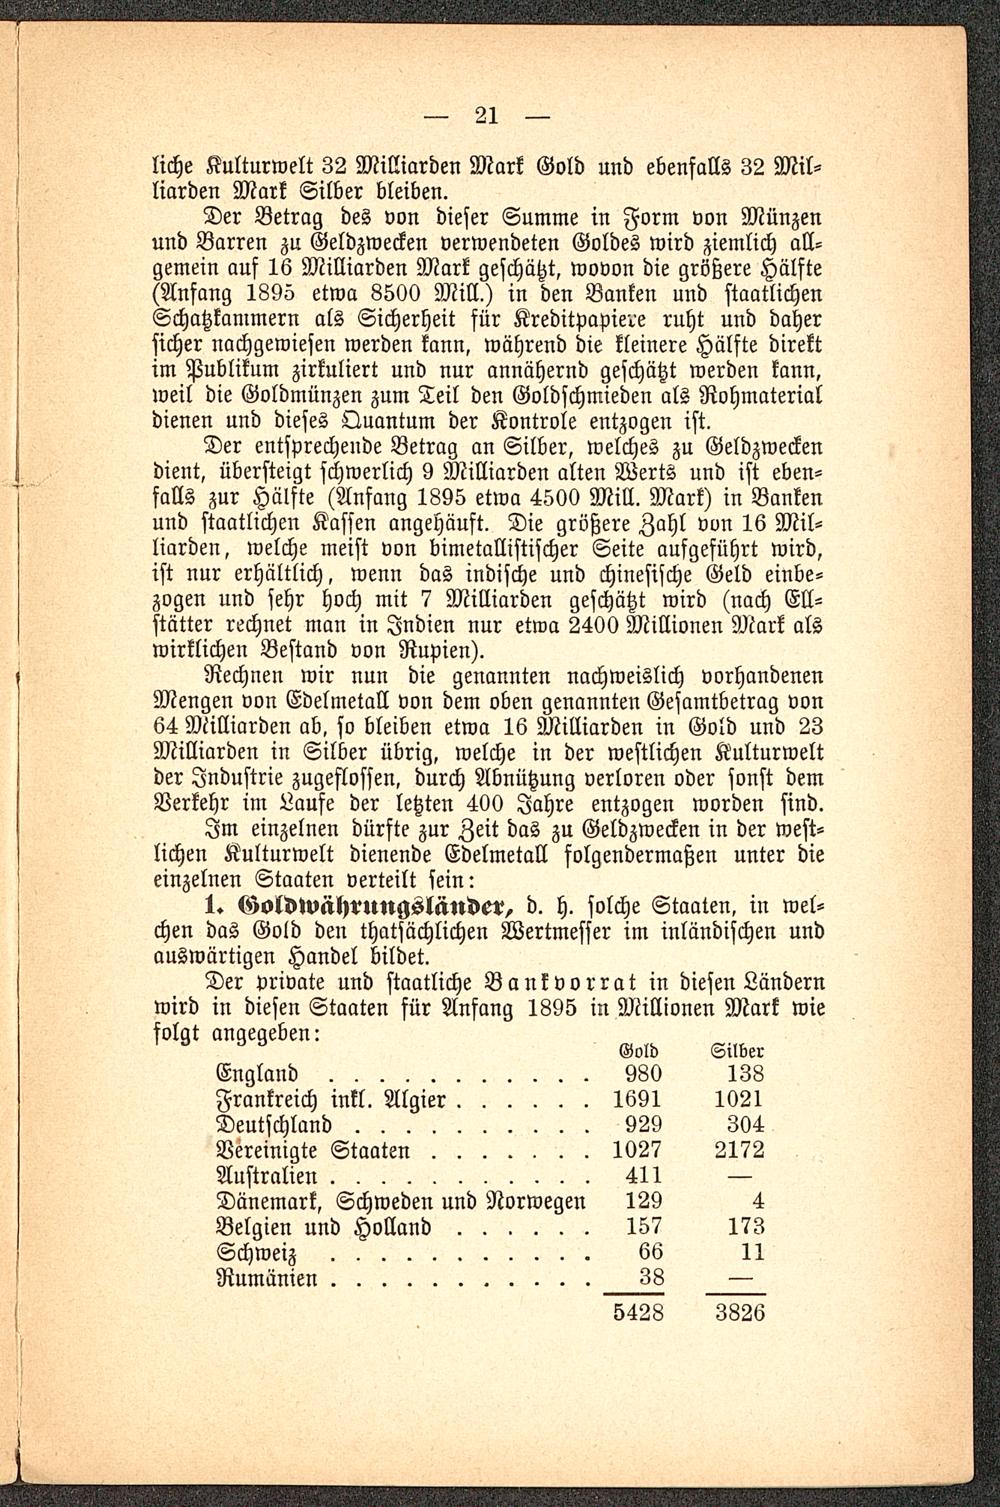 — 21 —
liche Kulturwelt 32 Milliarden Mark Gold und ebenfalls 32 Mil-
liarden Mark Silber bleiben.
Der Betrag des von dieser Summe in Form von Münzen
und Barren zu Geldzwecken verwendeten Goldes wird ziemlich all-
gemein auf 16 Milliarden Mark geschätzt, wovon die größere Hälfte
(Anfang 1895 etwa 8500 Mill.) in den Banken und staatlichen
Schatzkammern als Sicherheit für Kreditpapiere ruht und daher
sicher nachgewiesen werden kann, während die kleinere Hälfte direkt
im Publikum zirkuliert und nur annähernd geschätzt werden kann,
weil die Goldmünzen zum Teil den Goldschmieden als Rohmaterial
dienen und dieses Quantum der Kontrole entzogen ist.
Der entsprechende Betrag an Silber, welches zu Geldzwecken
dient, übersteigt schwerlich 9 Milliarden alten Werts und ist eben-
falls zur Hälfte (Anfang 1895 etwa 4500 Mill. Mark) in Banken
und staatlichen Kassen angehäuft. Die größere Zahl von 16 Mil-
liarden, welche meist von bimetallistischer Seite aufgeführt wird,
ist nur erhältlich, wenn das indische und chinesische Geld einbe-
zogen und sehr hoch mit 7 Milliarden geschätzt wird (nach Ell-
stätter rechnet man in Indien nur etwa 2400 Millionen Mark als
wirklichen Bestand von Rupien).
Rechnen wir nun die genannten nachweislich vorhandenen
Mengen von Edelmetall von dem oben genannten Gesamtbetrag von
64 Milliarden ab, so bleiben etwa 16 Milliarden in Gold und 23
Milliarden in Silber übrig, welche in der westlichen Kulturwelt
der Industrie zugeflossen, durch Abnützung verloren oder sonst dem
Verkehr im Laufe der letzten 400 Jahre entzogen worden sind.
Im einzelnen dürfte zur Zeit das zu Geldzwecken in der west-
lichen Kulturwelt dienende Edelmetall folgendermaßen unter die
einzelnen Staaten verteilt sein:
1. Goldwährungsländer, d. h. solche Staaten, in wel-
chen das Gold den thatsächlichen Wertmesser im inländischen und
auswärtigen Handel bildet.
Der private und staatliche Bankvorrat in diesen Ländern
wird in diesen Staaten für Anfang 1895 in Millionen Mark wie
folgt angegeben:
Gold Silber
England . . . . . . . . . . . 980 138
Frankreich inkl. Algier . . . . . . 1691 1021
Deutschland . . . . . . . . . . 929 304
Vereinigte Staaten . . . . . . . 1027 2172
Australien . . . . . . . . . . . 411 —
Dänemark, Schweden und Norwegen 129 4
Belgien und Holland . . . . . . 157 173
Schweiz . . . . . . . . . . . 66 11
Rumänien . . . . . . . . . . . 38 —
5428 3826